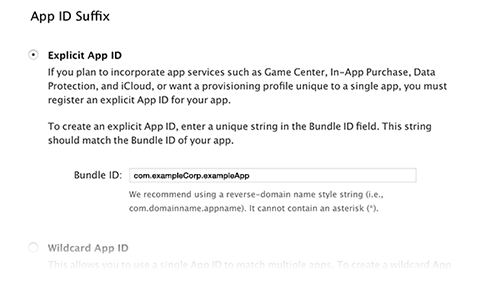 App ID Suffix
Explicit App ID
If you plan to incorporate app services such as Game Center, In-App Purchase, Data
Protection, and iCloud, or want a provisioning profile unique to a single app, you must
register an explicit App ID for your app.
To create an explicit App ID, enter a unique string in the Bundle ID field. This string
should match the Bundle ID of your app.
Bundle ID: com.exampleCorp.exampleApp
We recommend using a reverse-domain name style string (i.e.,
com.domainname.appname). It cannot contain an asterisk (*).
Wildcard App ID
This allows you to use a single App ID to match multiple apps. To create a wildcard App